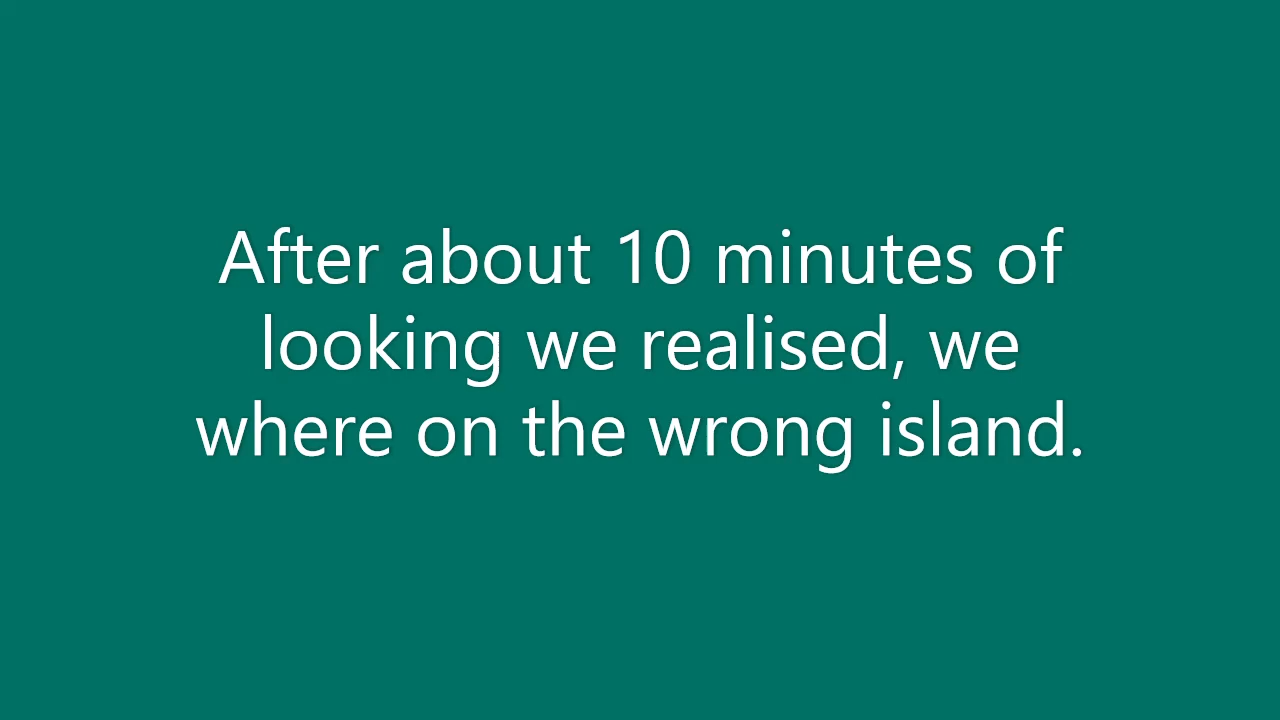 After about 10 minutes of
looking we realised, we
where on the wrong island.